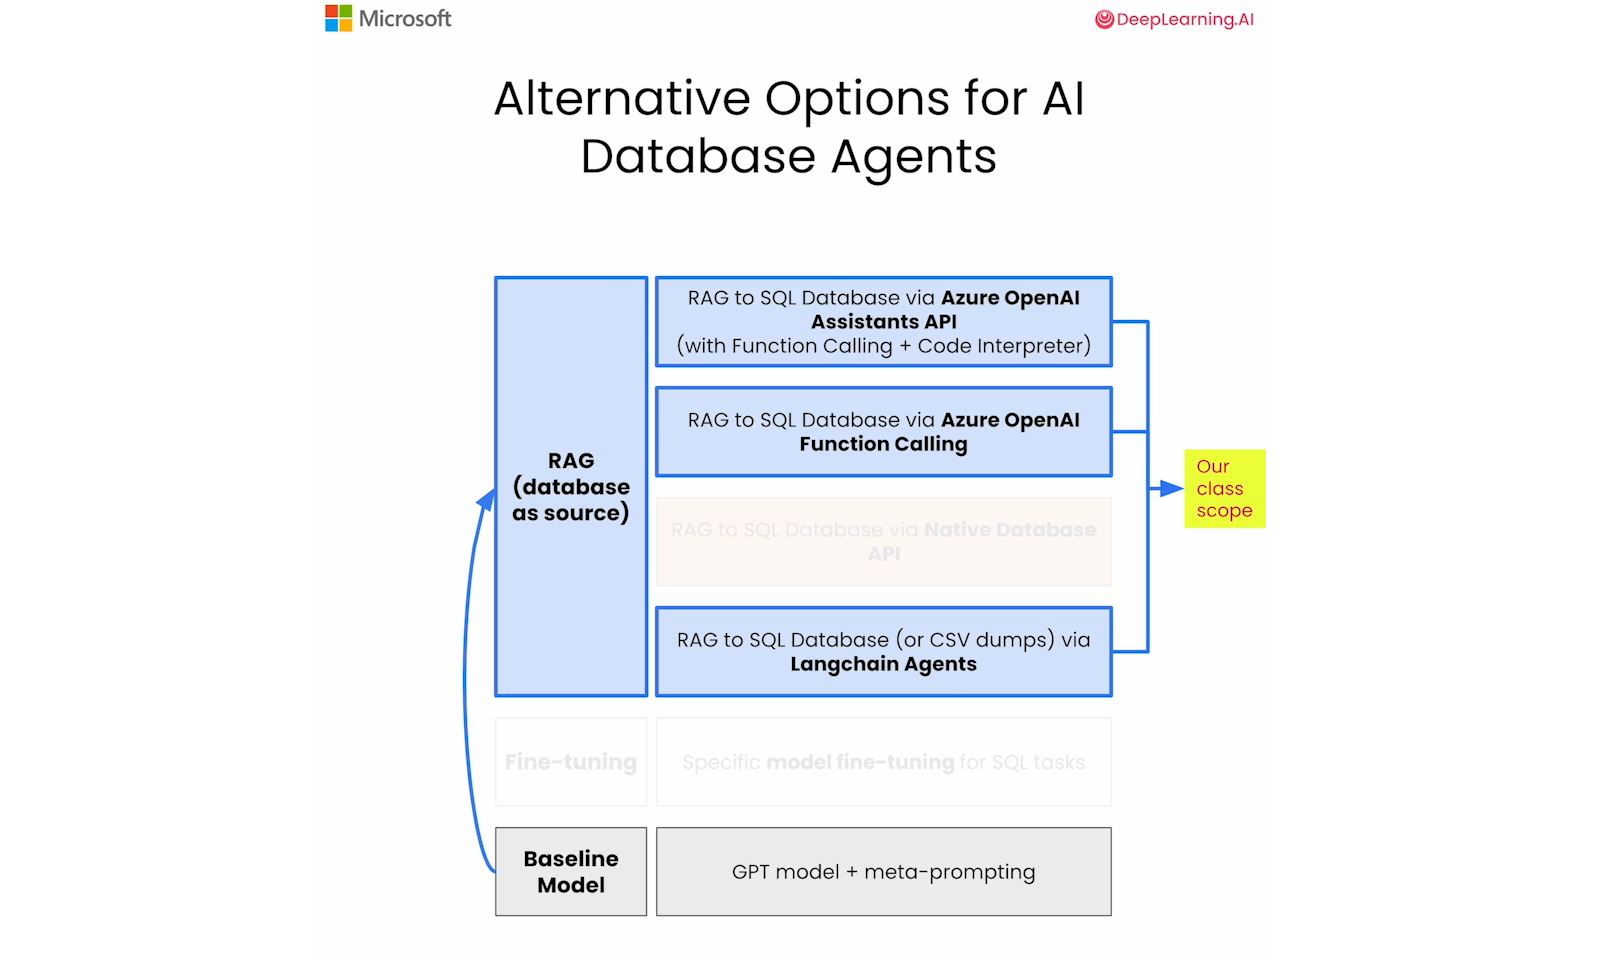 Microsoft
DeepLearning.AI
Alternative Options for AI
Database Agents
RAG
(database
as source)
RAG to SQL Database via Azure OpenAI
Assistants API
(with Function Calling + Code Interpreter)
RAG to SQL Database via Azure OpenAI
Function Calling
RAG to SQL Database via Native Database
API
RAG to SQL Database (or CSV dumps) via
Langchain Agents
Our
class
scope
Fine-tuning
Specific model fine-tuning for SQL tasks
Baseline
Model
GPT model + meta-prompting